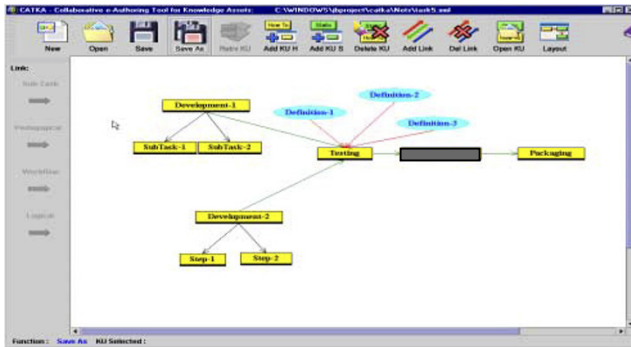 CATKA - Collaborative e-Authoring Tool for Knowledge Assets: C:\WINDOWS\jbproject\catka\Nets\task5.xml
New Open Save Save As Retrv KU Add KU H Add KU S Delete KU Add Link Del Link Open KU Layout
Link:
Sub Task
Pedagogical
Workflow
Logical
Definition-2
Development-1
Definition-1
Definition-3
SubTask-1 SubTask-2 Testing Packaging
Development-2
Step-1 Step-2
Function : Save As KU Selected :